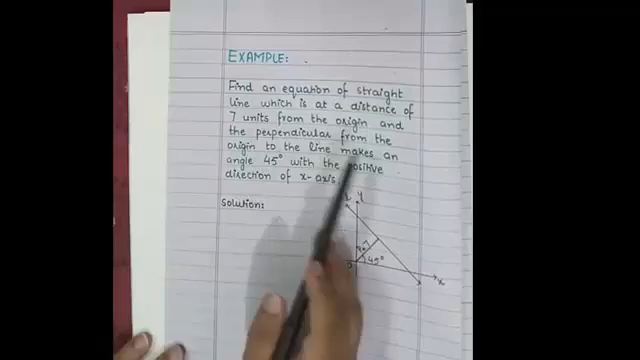 EXAMPLE:
Find an equation of straight
line which is at a distance of
7 units from the origin and
the perpendicular from the
origin to the line makes an
angle 45° with the positive
direction of x-axis.
Solution:
y
45°
x